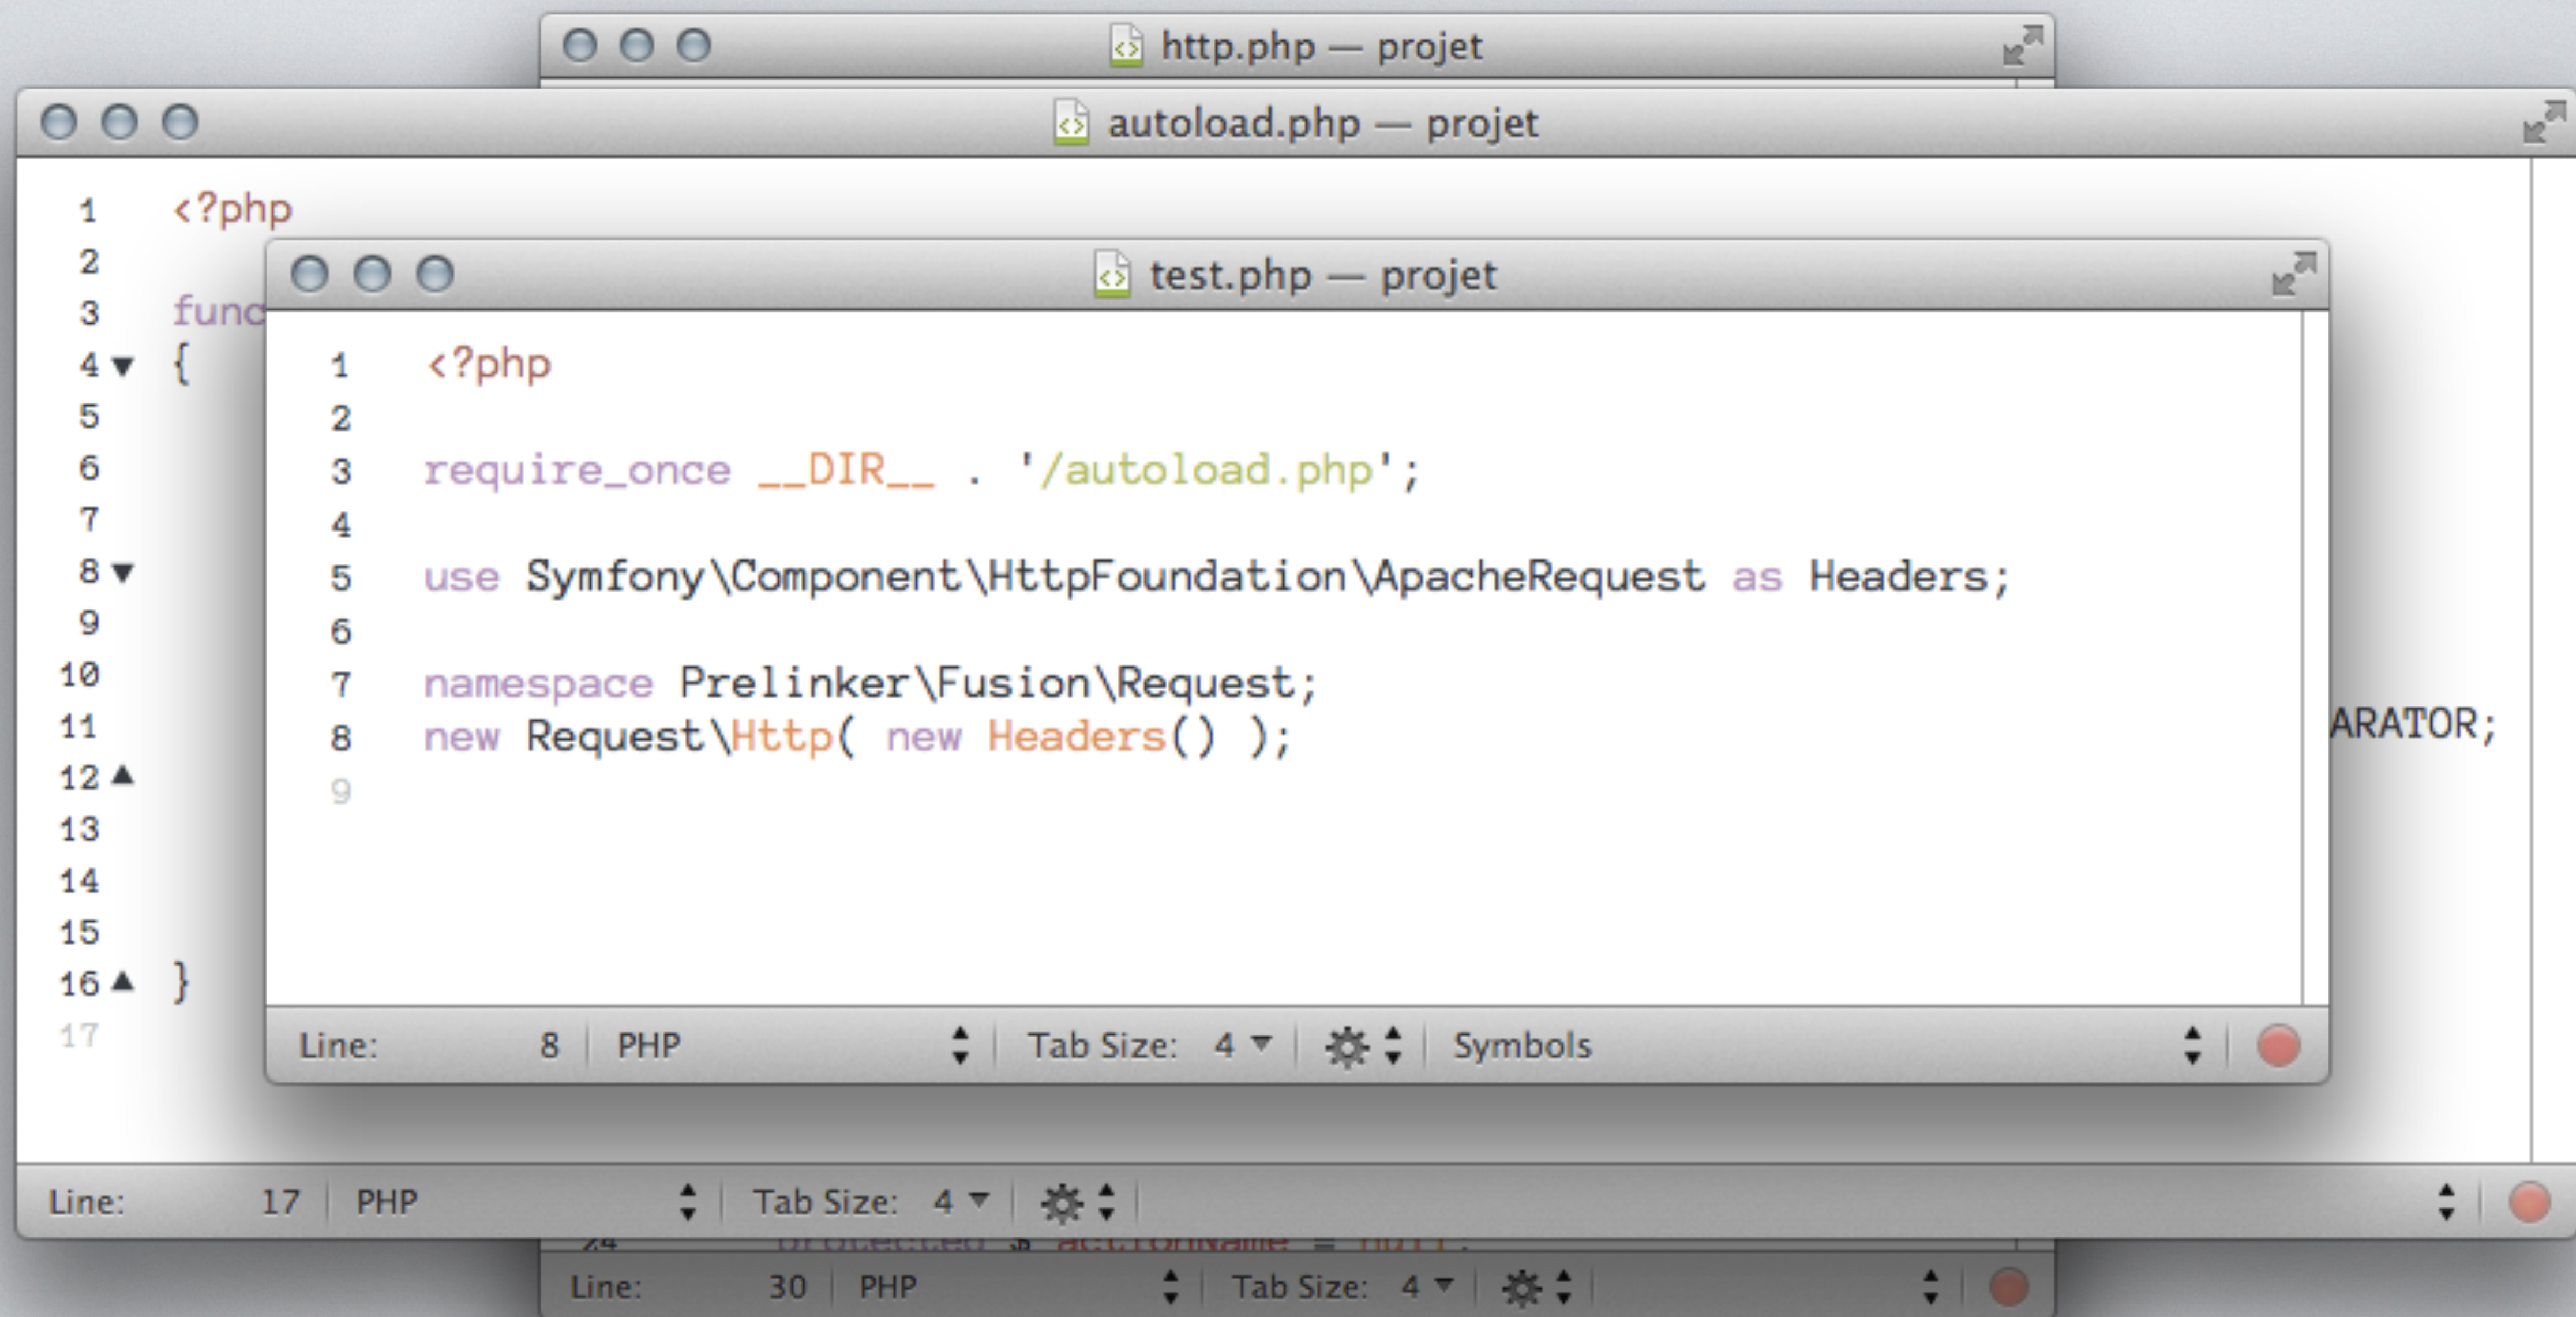 http.php — projet
autoload.php — projet
1 <?php
2
3 func
4 {
5
6
7
8
9
10
11 ARATOR;
12
13
14
15
16 }
17
test.php — projet
1 <?php
2
3 require_once __DIR__ . '/autoload.php';
4
5 use Symfony\Component\HttpFoundation\ApacheRequest as Headers;
6
7 namespace Prelinker\Fusion\Request;
8 new Request\Http( new Headers() );
9
Line: 8 PHP Tab Size: 4 Symbols
Line: 17 PHP Tab Size: 4
24 protected $ actionName = null;
Line: 30 PHP Tab Size: 4